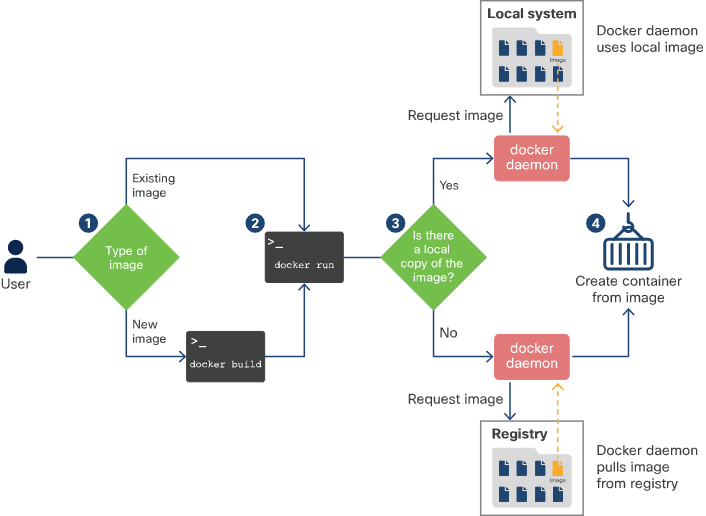 Local system
Image
Docker daemon
uses local image
Request image
docker
daemon
Existing
image
Yes
1
2
3
4
>_
docker run
Type of
image
Is there
a local
copy of the
image?
User
Create container
from image
New
image
No
>_
docker build
docker
daemon
Request image
Registry
Image
Docker daemon
pulls image
from registry